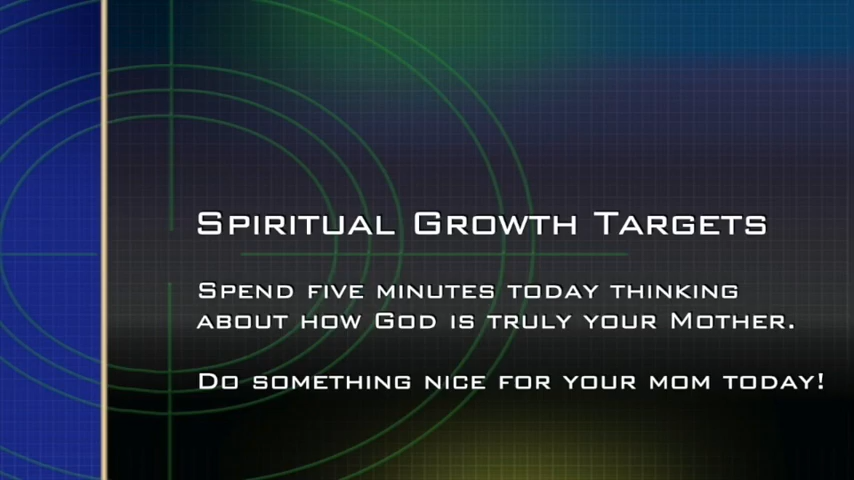 Spiritual Growth Targets
Spend five minutes today thinking
about how God is truly your Mother.
Do something nice for your mom today!